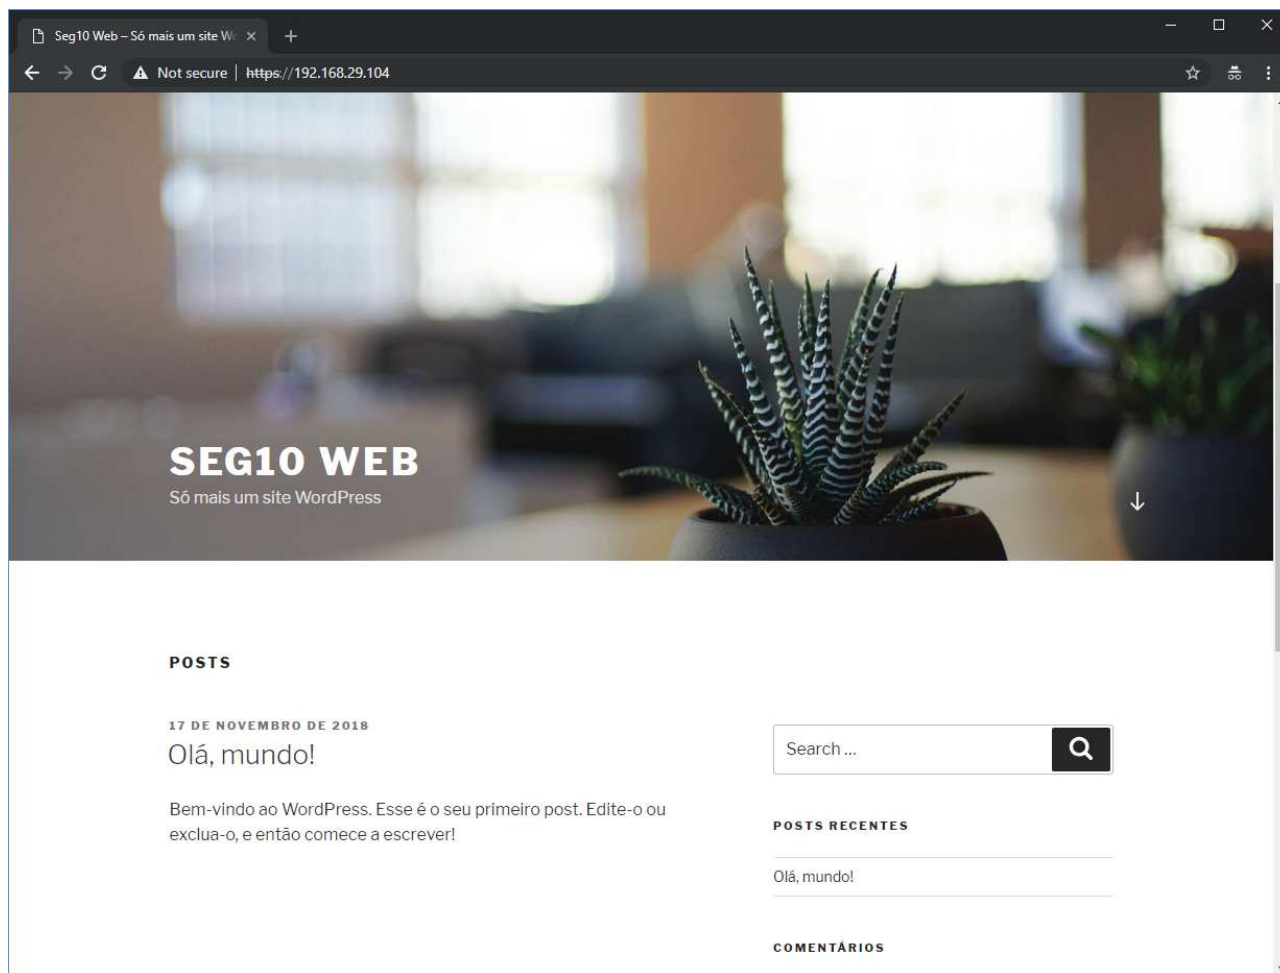 Seg10 Web – Só mais um site Wo
Not secure | https://192.168.29.104
SEG10 WEB
Só mais um site WordPress
POSTS
17 DE NOVEMBRO DE 2018
Olá, mundo!
Bem-vindo ao WordPress. Esse é o seu primeiro post. Edite-o ou
exclua-o, e então comece a escrever!
Search …
POSTS RECENTES
Olá, mundo!
COMENTÁRIOS